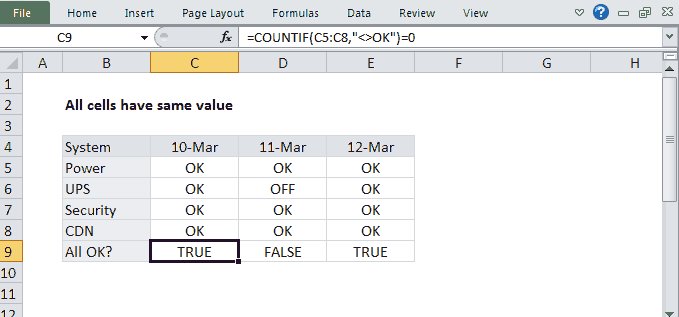 File Home Insert Page Layout Formulas Data Review View
C9 fx =COUNTIF(C5:C8,"<>OK")=0
A B C D E F G H
1
2 All cells have same value
3
4 System 10-Mar 11-Mar 12-Mar
5 Power OK OK OK
6 UPS OK OFF OK
7 Security OK OK OK
8 CDN OK OK OK
9 All OK? TRUE FALSE TRUE
10
11
12